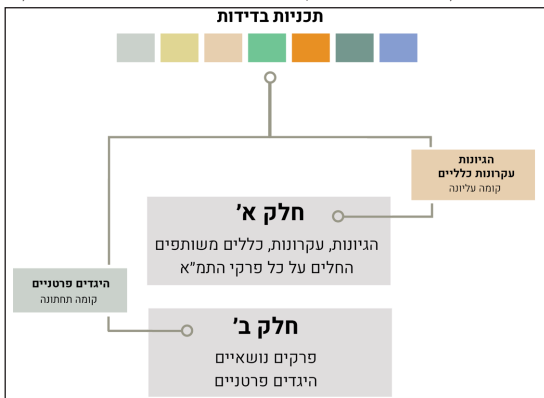 תכניות בדידות
הגיונות
עקרונות כלליים
קומה עליונה
חלק א׳
הגיונות, עקרונות, כללים משותפים
החלים על כל פרקי התמ״א
היגדים פרטניים
קומה תחתונה
חלק ב׳
פרקים נושאיים
היגדים פרטניים